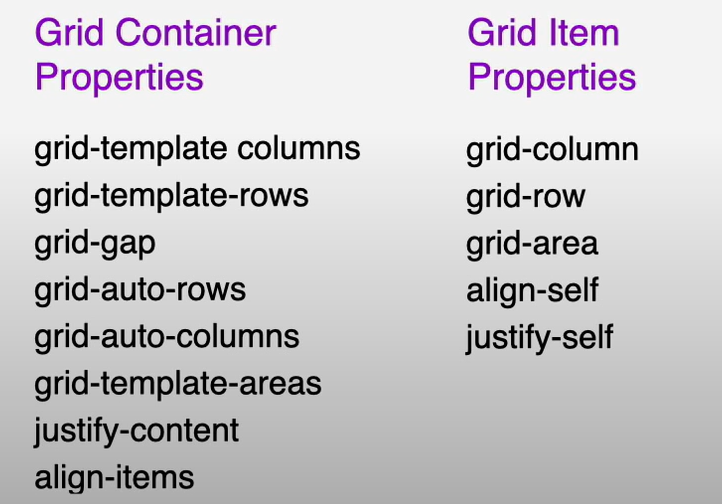 Grid Container
Properties
grid-template columns
grid-template-rows
grid-gap
grid-auto-rows
grid-auto-columns
grid-template-areas
justify-content
align-items
Grid Item
Properties
grid-column
grid-row
grid-area
align-self
justify-self